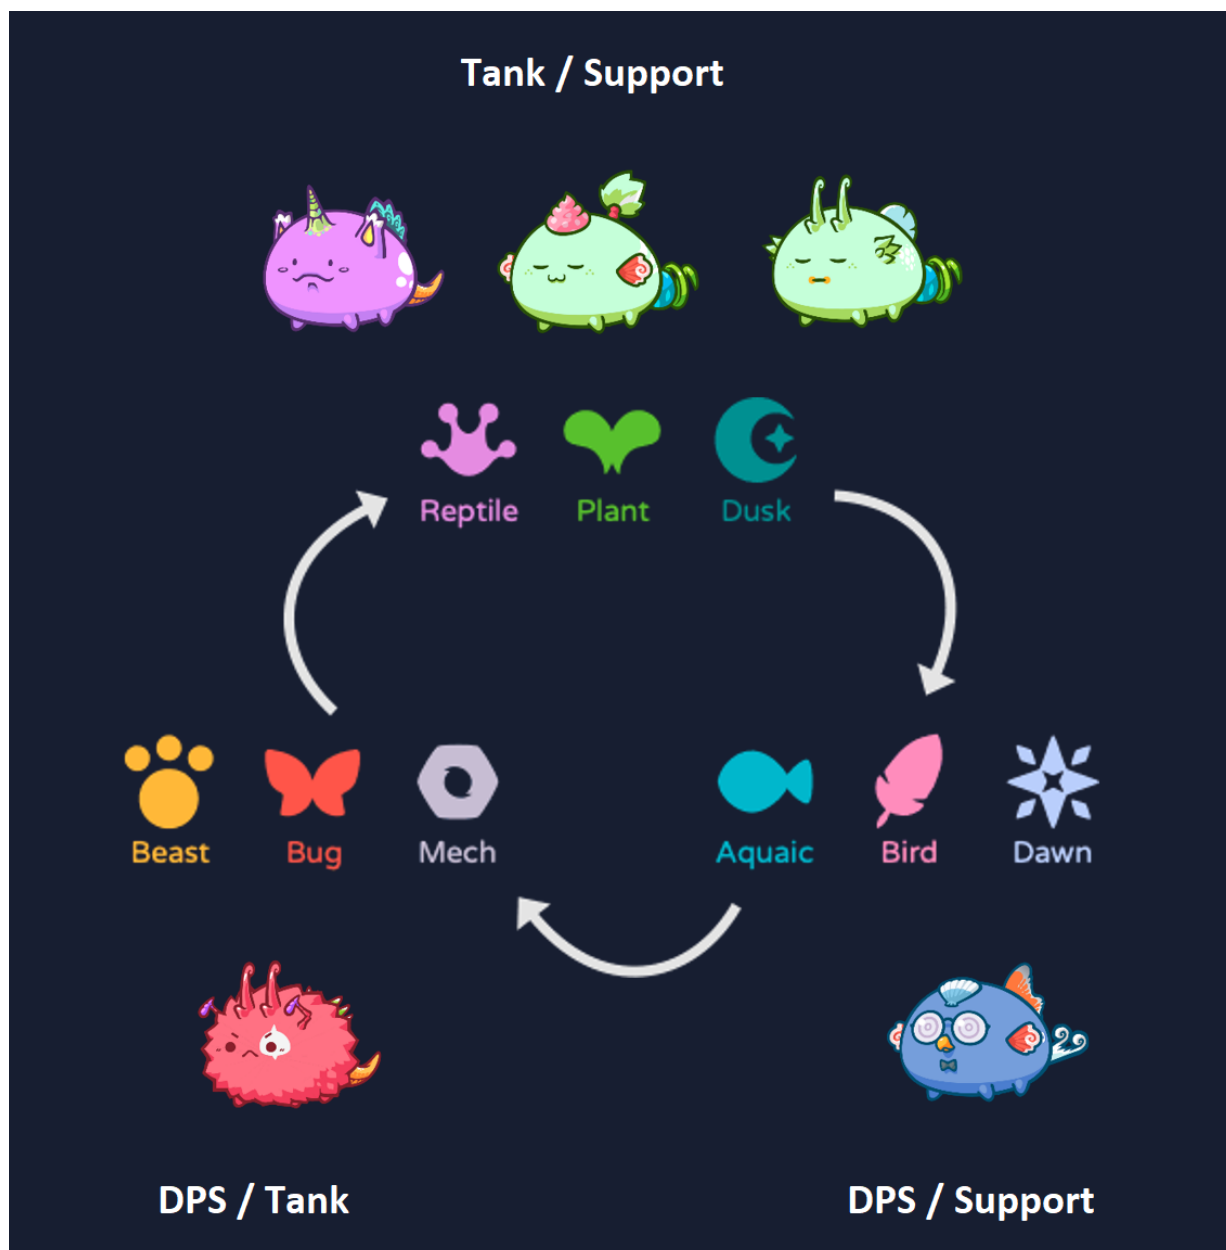 Tank / Support
Reptile Plant Dusk
Beast Bug Mech Aquaic Bird Dawn
DPS / Tank DPS / Support